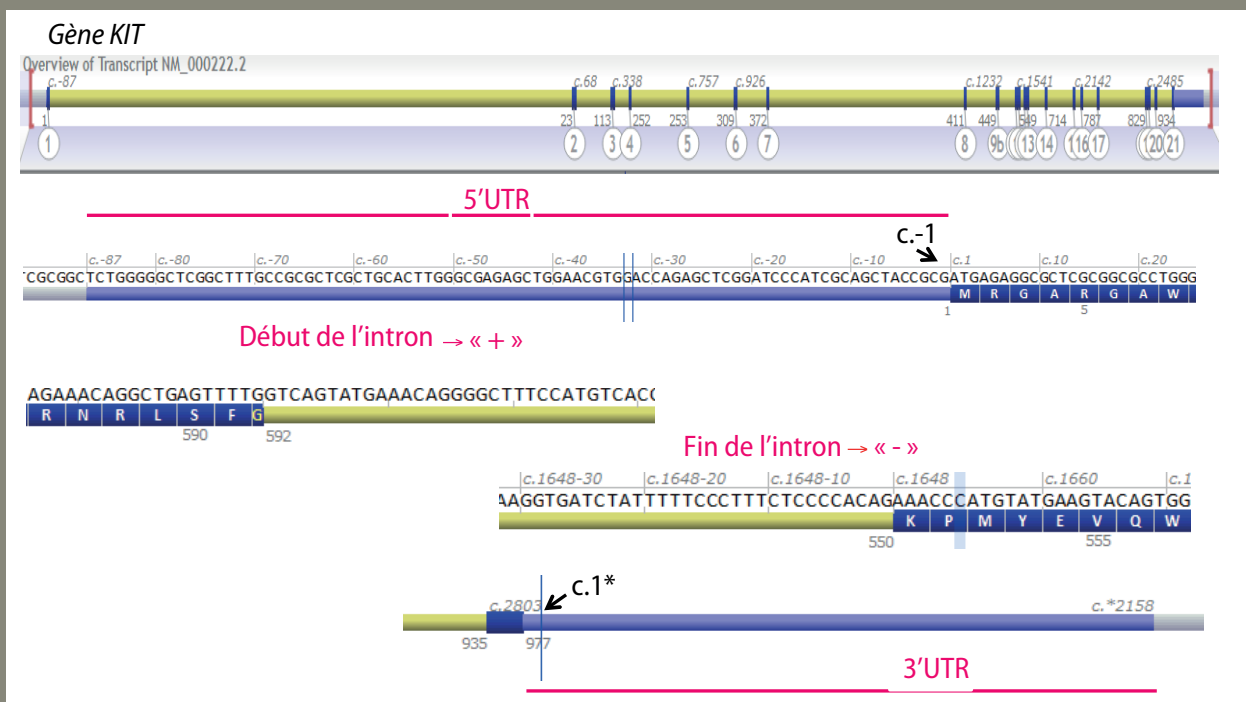 Gène KIT
Overview of Transcript NM_000222.2
c.-87 c.68 c.338 c.757 c.926 c.1232 c.1541 c.2142 c.2485
1 23 113 252 253 309 372 411 449 549 714 787 829 934
1 2 3 4 5 6 7 8 9b 13 14 16 17 20 21
5'UTR
c.-1
c.-87 c.-80 c.-70 c.-60 c.-50 c.-40 c.-30 c.-20 c.-10 c.1 c.10 c.20
CGCGGCTCTGGGGGCTCGGCTTTGCCGCGCTCGCTGCACTTGGGCGAGAGCTGGAACGTGGACCAGAGCTCGGATCCCATCGCAGCTACCGCGATGAGAGGCGCTCGCGGCGCCTGGG
M R G A R G A W
1 5
Début de l'intron → « + »
AGAAACAGGCTGAGTTTTGGTCAGTATGAAACAGGGGCTTTCCATGTCACC
R N R L S F G
590 592
Fin de l'intron → « - »
c.1648-30 c.1648-20 c.1648-10 c.1648 c.1660 c.1
AAGGTGATCTATTTTTCCCTTTCTCCCCACAGAAACCCATGTATGAAGTACAGTGG
K P M Y E V Q W
550 555
c.1*
c.2803 c.*2158
935 977
3'UTR